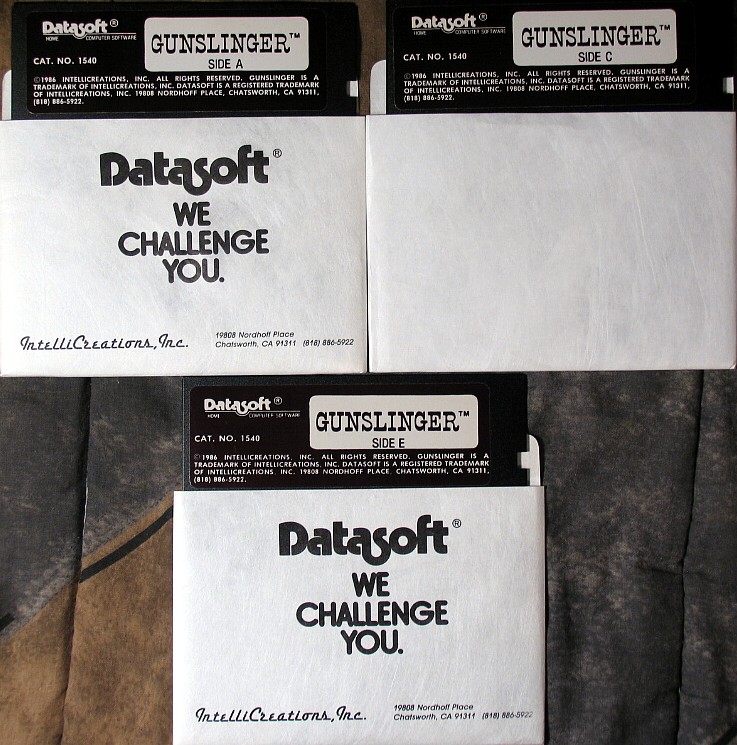 Datasoft®
HOME COMPUTER SOFTWARE
GUNSLINGER™
SIDE A
CAT. NO. 1540
©1986 INTELLICREATIONS, INC. ALL RIGHTS RESERVED. GUNSLINGER IS A
TRADEMARK OF INTELLICREATIONS, INC. DATASOFT IS A REGISTERED TRADEMARK
OF INTELLICREATIONS, INC. 19808 NORDHOFF PLACE, CHATSWORTH, CA 91311,
(818) 886-5922.
Datasoft®
WE
CHALLENGE
YOU.
IntelliCreations, Inc.
19808 Nordhoff Place
Chatsworth, CA 91311 (818) 886-5922
Datasoft®
HOME COMPUTER SOFTWARE
GUNSLINGER™
SIDE C
CAT. NO. 1540
©1986 INTELLICREATIONS, INC. ALL RIGHTS RESERVED. GUNSLINGER IS A
TRADEMARK OF INTELLICREATIONS, INC. DATASOFT IS A REGISTERED TRADEMARK
OF INTELLICREATIONS, INC. 19808 NORDHOFF PLACE, CHATSWORTH, CA 91311,
(818) 886-5922.
Datasoft®
HOME COMPUTER SOFTWARE
GUNSLINGER™
SIDE E
CAT. NO. 1540
©1986 INTELLICREATIONS, INC. ALL RIGHTS RESERVED. GUNSLINGER IS A
TRADEMARK OF INTELLICREATIONS, INC. DATASOFT IS A REGISTERED TRADEMARK
OF INTELLICREATIONS, INC. 19808 NORDHOFF PLACE, CHATSWORTH, CA 91311,
(818) 886-5922.
Datasoft®
WE
CHALLENGE
YOU.
IntelliCreations, Inc.
19808 Nordhoff Place
Chatsworth, CA 91311 (818) 886-5922